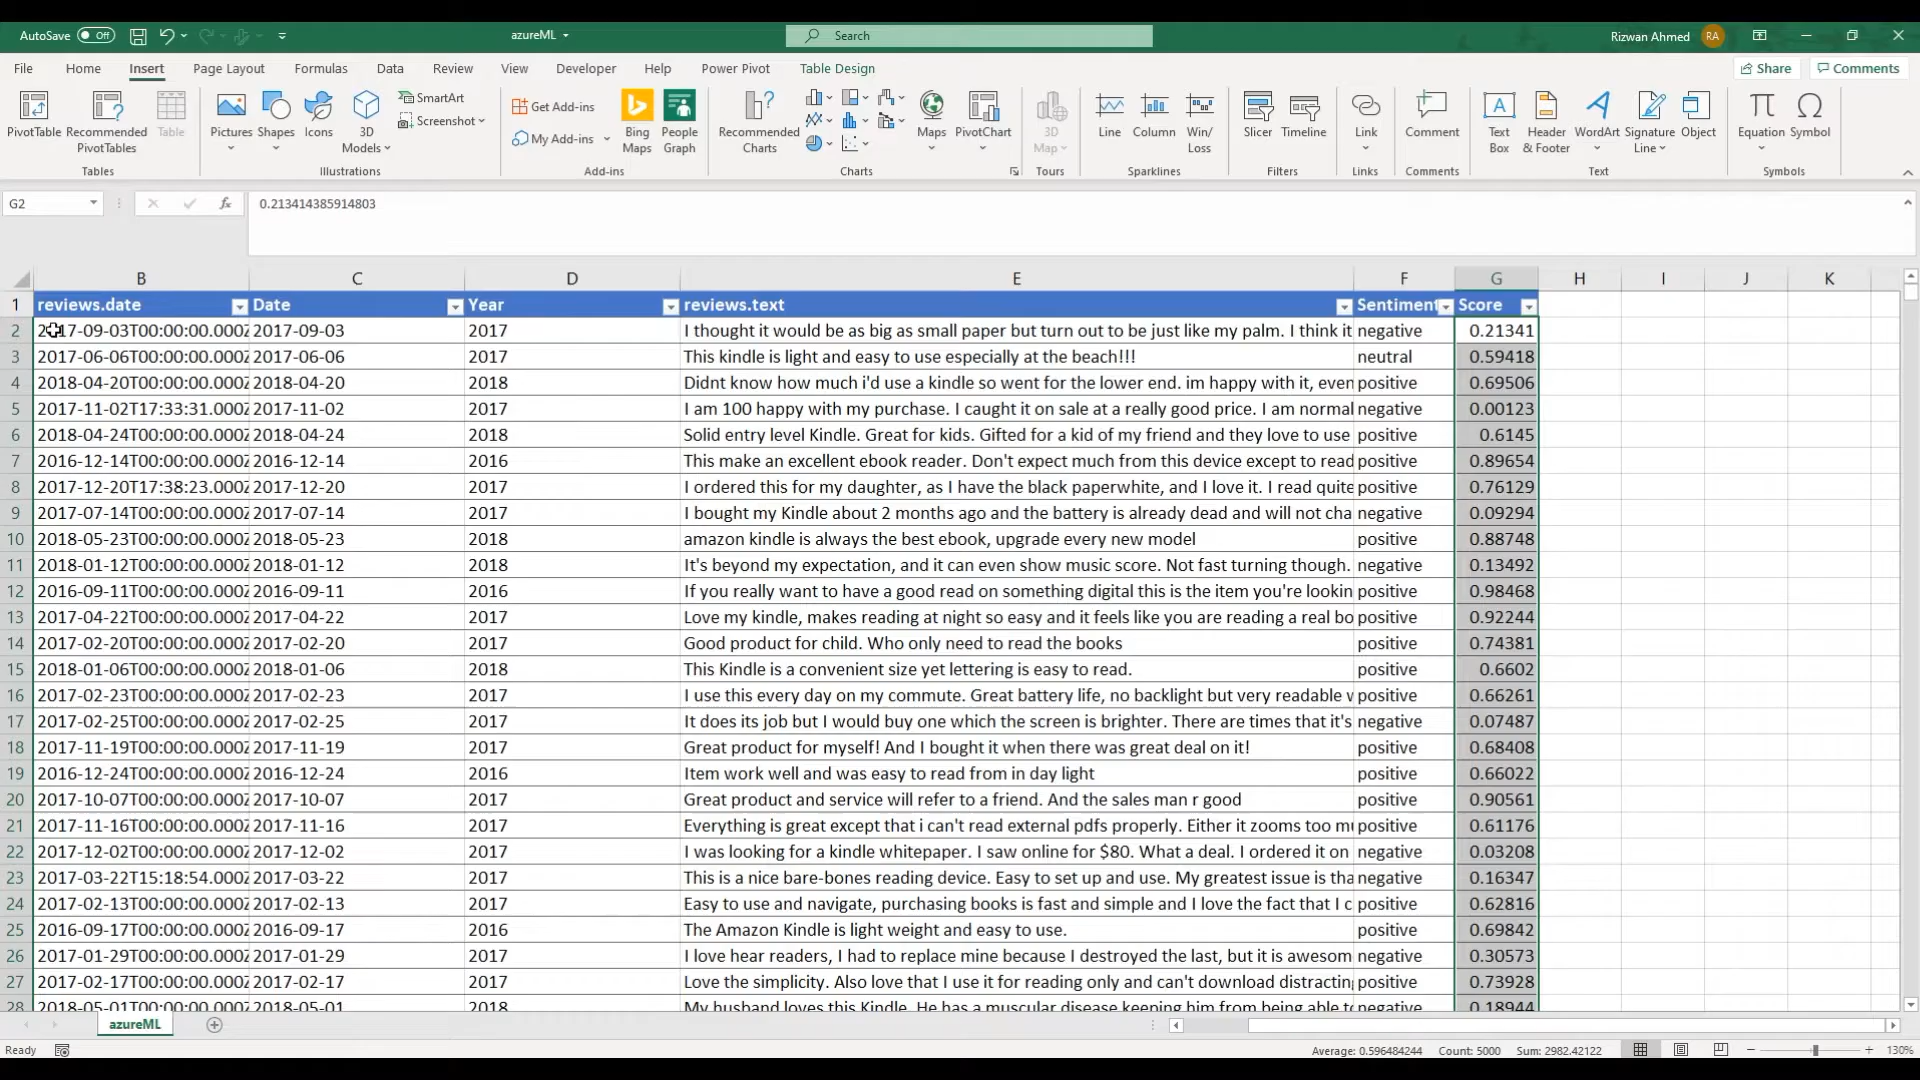 AutoSave Off azureML Search Rizwan Ahmed RA
File Home Insert Page Layout Formulas Data Review View Developer Help Power Pivot Table Design Share Comments
PivotTable Recommended PivotTables Table
Tables
Pictures Shapes Icons 3D Models SmartArt Screenshot
Illustrations
Get Add-ins My Add-ins Bing Maps People Graph
Add-ins
Recommended Charts Maps PivotChart
Charts
3D Map
Tours
Line Column Win/Loss
Sparklines
Slicer Timeline
Filters
Link
Links
Comment
Comments
Text Box Header & Footer WordArt Signature Line Object
Text
Equation Symbol
Symbols
G2 fx 0.213414385914803
B C D E F G H I J K
1 reviews.date Date Year reviews.text Sentiment Score
2 2017-09-03T00:00:00.000Z 2017-09-03 2017 I thought it would be as big as small paper but turn out to be just like my palm. I think it negative 0.21341
3 2017-06-06T00:00:00.000Z 2017-06-06 2017 This kindle is light and easy to use especially at the beach!!! neutral 0.59418
4 2018-04-20T00:00:00.000Z 2018-04-20 2018 Didnt know how much i'd use a kindle so went for the lower end. im happy with it, even positive 0.69506
5 2017-11-02T17:33:31.000Z 2017-11-02 2017 I am 100 happy with my purchase. I caught it on sale at a really good price. I am normal negative 0.00123
6 2018-04-24T00:00:00.000Z 2018-04-24 2018 Solid entry level Kindle. Great for kids. Gifted for a kid of my friend and they love to use positive 0.6145
7 2016-12-14T00:00:00.000Z 2016-12-14 2016 This make an excellent ebook reader. Don't expect much from this device except to read positive 0.89654
8 2017-12-20T17:38:23.000Z 2017-12-20 2017 I ordered this for my daughter, as I have the black paperwhite, and I love it. I read quite positive 0.76129
9 2017-07-14T00:00:00.000Z 2017-07-14 2017 I bought my Kindle about 2 months ago and the battery is already dead and will not cha negative 0.09294
10 2018-05-23T00:00:00.000Z 2018-05-23 2018 amazon kindle is always the best ebook, upgrade every new model positive 0.88748
11 2018-01-12T00:00:00.000Z 2018-01-12 2018 It's beyond my expectation, and it can even show music score. Not fast turning though. negative 0.13492
12 2016-09-11T00:00:00.000Z 2016-09-11 2016 If you really want to have a good read on something digital this is the item you're lookin positive 0.98468
13 2017-04-22T00:00:00.000Z 2017-04-22 2017 Love my kindle, makes reading at night so easy and it feels like you are reading a real bo positive 0.92244
14 2017-02-20T00:00:00.000Z 2017-02-20 2017 Good product for child. Who only need to read the books positive 0.74381
15 2018-01-06T00:00:00.000Z 2018-01-06 2018 This Kindle is a convenient size yet lettering is easy to read. positive 0.6602
16 2017-02-23T00:00:00.000Z 2017-02-23 2017 I use this every day on my commute. Great battery life, no backlight but very readable w positive 0.66261
17 2017-02-25T00:00:00.000Z 2017-02-25 2017 It does its job but I would buy one which the screen is brighter. There are times that it's negative 0.07487
18 2017-11-19T00:00:00.000Z 2017-11-19 2017 Great product for myself! And I bought it when there was great deal on it! positive 0.68408
19 2016-12-24T00:00:00.000Z 2016-12-24 2016 Item work well and was easy to read from in day light positive 0.66022
20 2017-10-07T00:00:00.000Z 2017-10-07 2017 Great product and service will refer to a friend. And the sales man r good positive 0.90561
21 2017-11-16T00:00:00.000Z 2017-11-16 2017 Everything is great except that i can't read external pdfs properly. Either it zooms too mu positive 0.61176
22 2017-12-02T00:00:00.000Z 2017-12-02 2017 I was looking for a kindle whitepaper. I saw online for $80. What a deal. I ordered it on negative 0.03208
23 2017-03-22T15:18:54.000Z 2017-03-22 2017 This is a nice bare-bones reading device. Easy to set up and use. My greatest issue is tha negative 0.16347
24 2017-02-13T00:00:00.000Z 2017-02-13 2017 Easy to use and navigate, purchasing books is fast and simple and I love the fact that I c positive 0.62816
25 2016-09-17T00:00:00.000Z 2016-09-17 2016 The Amazon Kindle is light weight and easy to use. positive 0.69842
26 2017-01-29T00:00:00.000Z 2017-01-29 2017 I love hear readers, I had to replace mine because I destroyed the last, but it is awesom negative 0.30573
27 2017-02-17T00:00:00.000Z 2017-02-17 2017 Love the simplicity. Also love that I use it for reading only and can't download distracting positive 0.73928
28 2018-05-01T00:00:00.000Z 2018-05-01 2018 My husband loves this Kindle. He has a muscular disease keeping him from being able to negative 0.18944
azureML
Ready Average: 0.596484244 Count: 5000 Sum: 2982.42122 130%